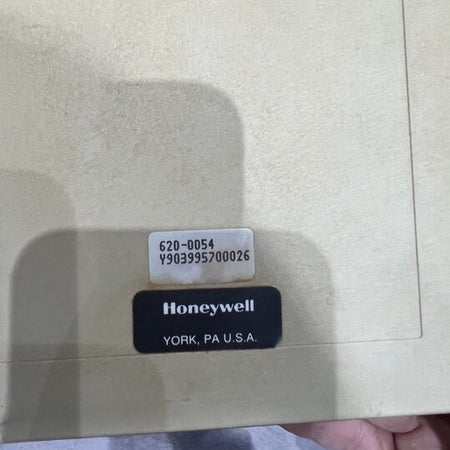 620-0054
Y903995700026
Honeywell
YORK, PA U.S.A.